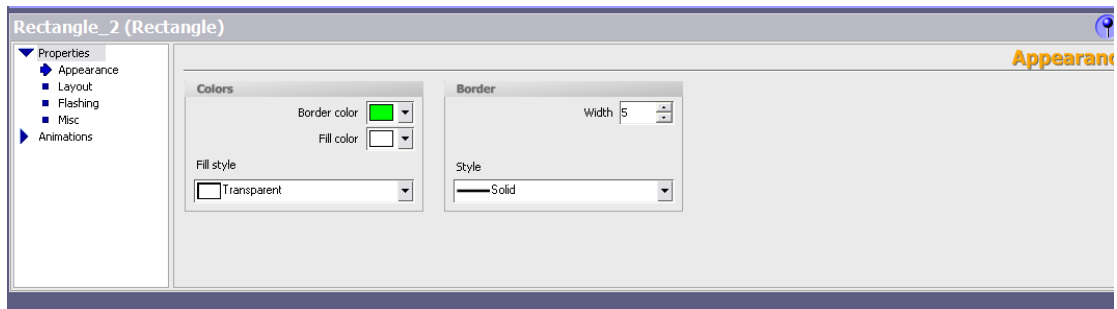 Rectangle_2 (Rectangle)
Properties
Appearance
Layout
Flashing
Misc
Animations
Appearanc
Colors
Border color
Fill color
Fill style
Transparent
Border
Width 5
Style
Solid